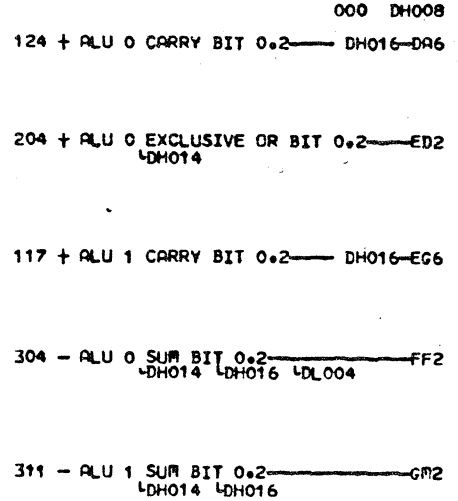 000 DH008
124 + ALU 0 CARRY BIT 0.2 DH016 DA6
204 + ALU 0 EXCLUSIVE OR BIT 0.2 ED2
DH014
117 + ALU 1 CARRY BIT 0.2 DH016 EG6
304 - ALU 0 SUM BIT 0.2 FF2
DH014 DH016 DL004
311 - ALU 1 SUM BIT 0.2 GM2
DH014 DH016